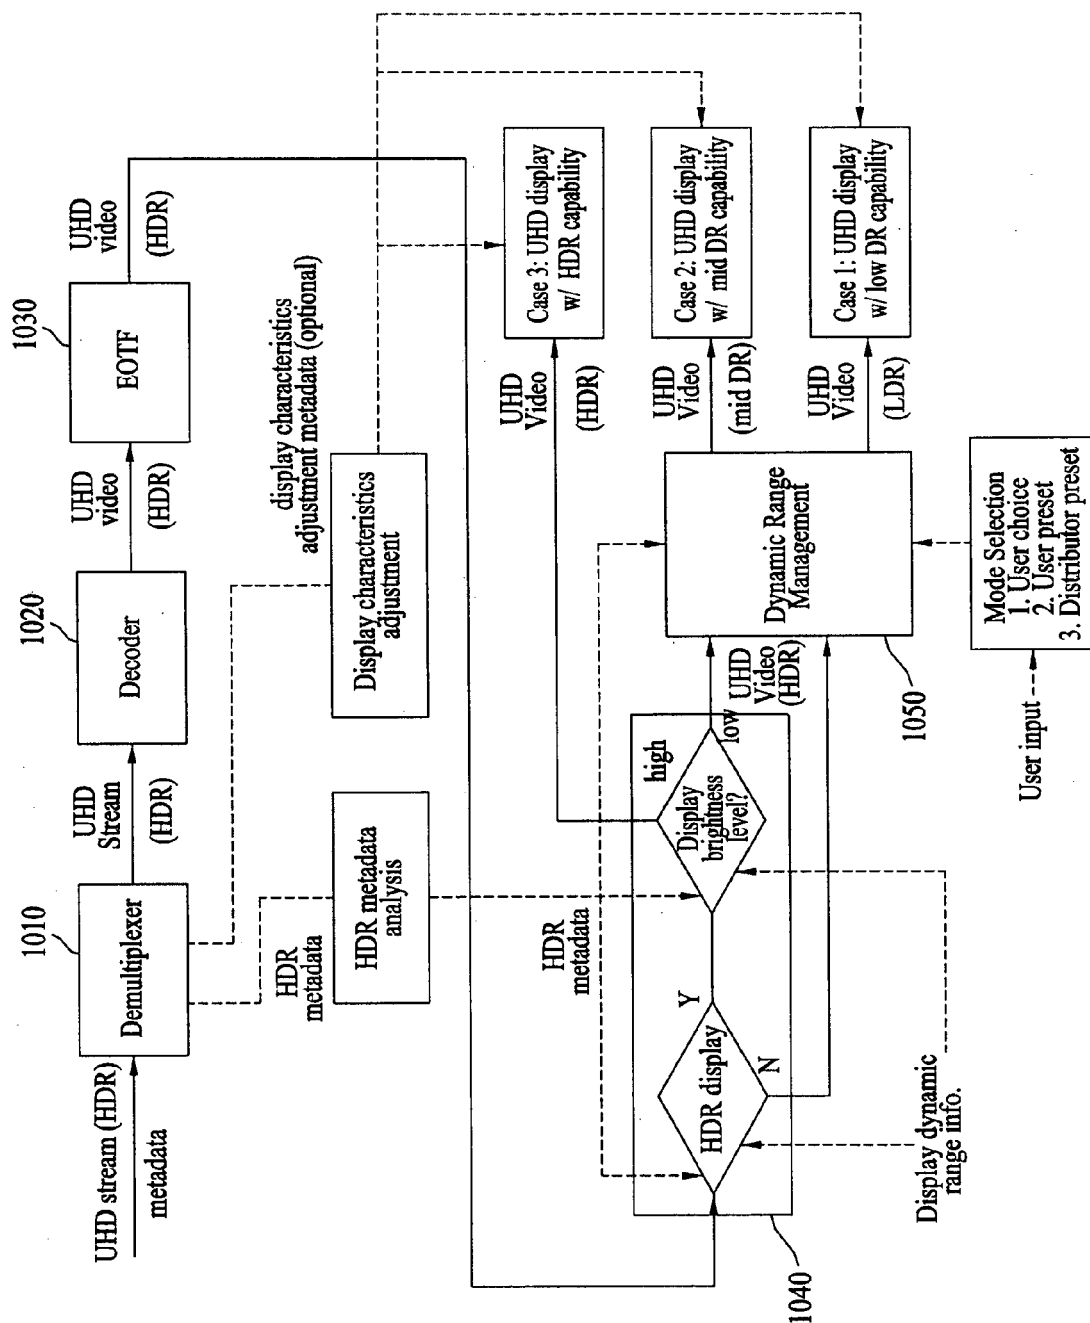 UHD stream (HDR)
metadata
1010
Demultiplexer
UHD
Stream
(HDR)
1020
Decoder
UHD
video
(HDR)
1030
EOTF
UHD
video
(HDR)
HDR
metadata
HDR metadata
analysis
Display characteristics
adjustment
display characteristics
adjustment metadata (optional)
HDR
metadata
HDR display
Y
N
Display
brightness
level?
high
low
1040
Display dynamic
range info.
UHD
Video
(HDR)
Dynamic Range
Management
1050
User input
Mode Selection
1. User choice
2. User preset
3. Distributor preset
UHD
Video
(HDR)
UHD
Video
(mid DR)
UHD
Video
(LDR)
Case 3: UHD display
w/ HDR capability
Case 2: UHD display
w/ mid DR capability
Case 1: UHD display
w/ low DR capability